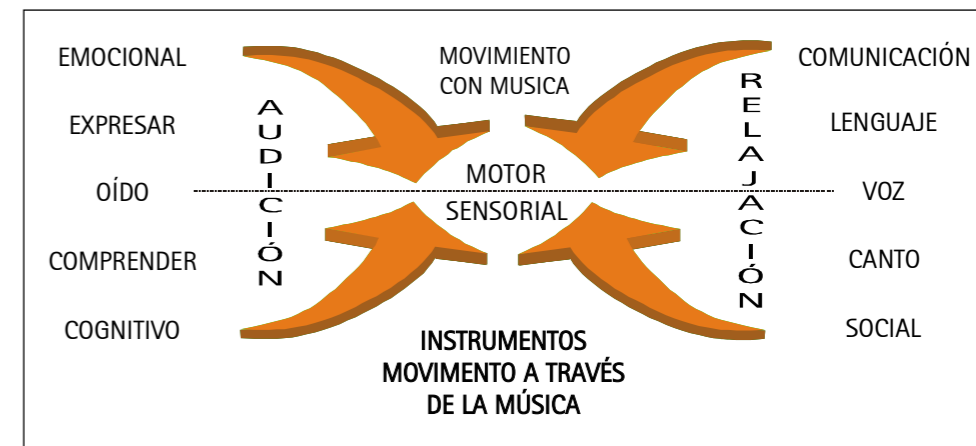 EMOCIONAL
EXPRESAR
OÍDO
COMPRENDER
COGNITIVO
AUDICIÓN
MOVIMIENTO
CON MUSICA
MOTOR
SENSORIAL
INSTRUMENTOS
MOVIMENTO A TRAVÉS
DE LA MÚSICA
RELAJACIÓN
COMUNICACIÓN
LENGUAJE
VOZ
CANTO
SOCIAL